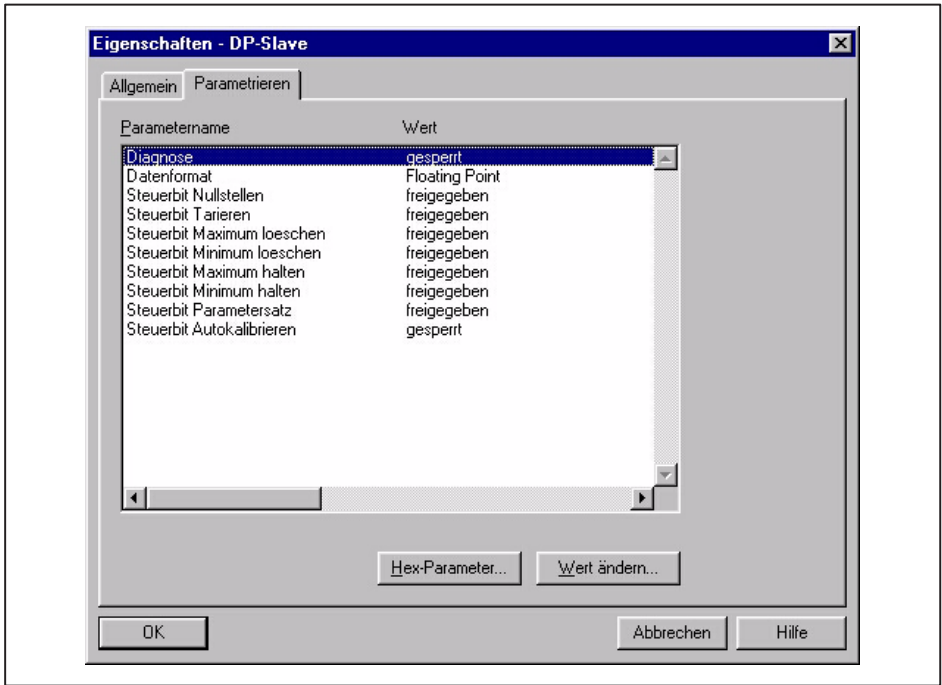 Eigenschaften - DP-Slave
Allgemein Parametrieren
Parametername Wert
Diagnose gesperrt
Datenformat Floating Point
Steuerbit Nullstellen freigegeben
Steuerbit Tarieren freigegeben
Steuerbit Maximum loeschen freigegeben
Steuerbit Minimum loeschen freigegeben
Steuerbit Maximum halten freigegeben
Steuerbit Minimum halten freigegeben
Steuerbit Parametersatz freigegeben
Steuerbit Autokalibrieren gesperrt
Hex-Parameter... Wert ändern...
OK Abbrechen Hilfe